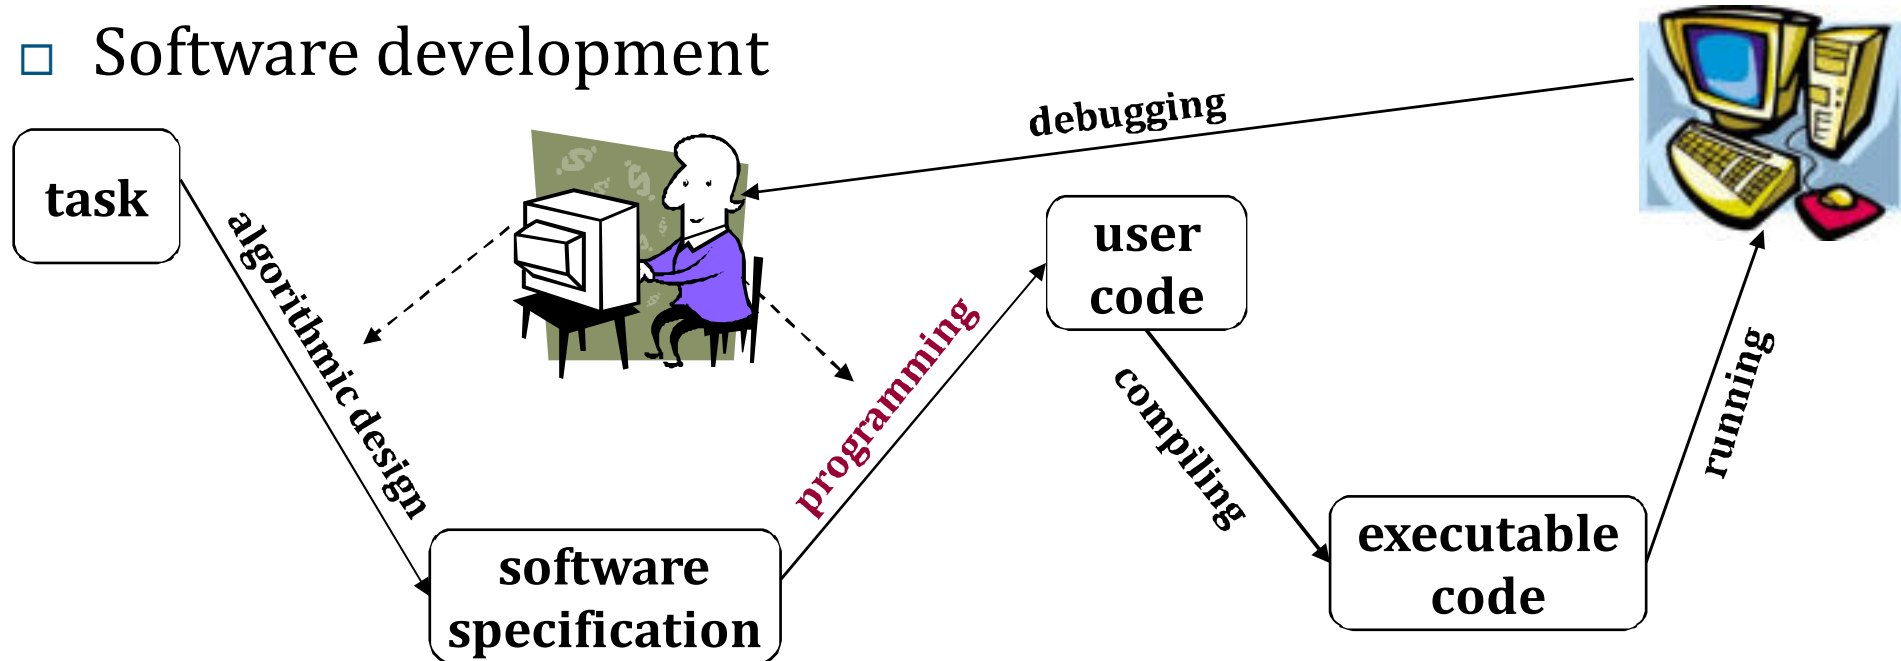 Software development
debugging
task
algorithmic design
user
code
programming
compiling
running
executable
code
software
specification